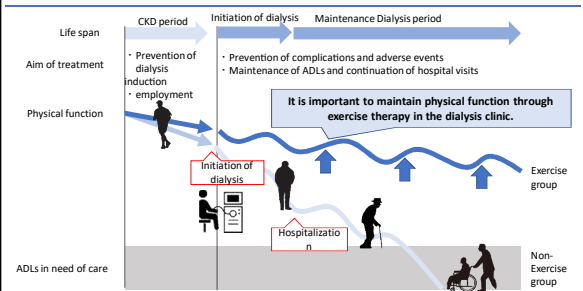 Life span
CKD period
Initiation of dialysis
Maintenance Dialysis period
Aim of treatment
・Prevention of
dialysis
induction
・employment
・Prevention of complications and adverse events
・Maintenance of ADLs and continuation of hospital visits
Physical function
It is important to maintain physical function through
exercise therapy in the dialysis clinic.
Initiation of
dialysis
Exercise
group
Hospitalizatio
n
ADLs in need of care
Non-
Exercise
group